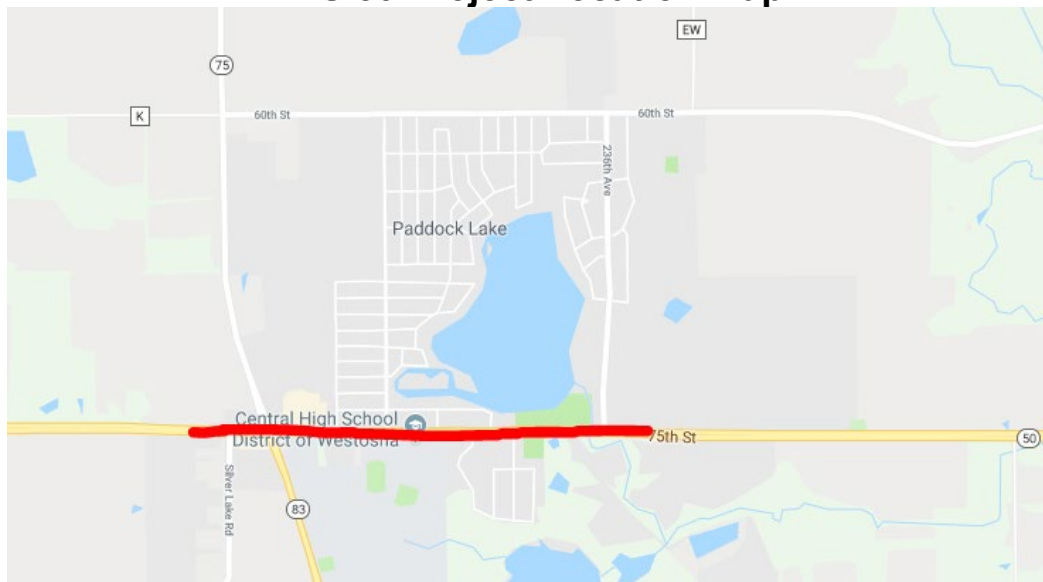 EW
75
K
60th St
60th St
236th Ave
Paddock Lake
Central High School
District of Westosha
75th St
50
Silver Lake Rd
83